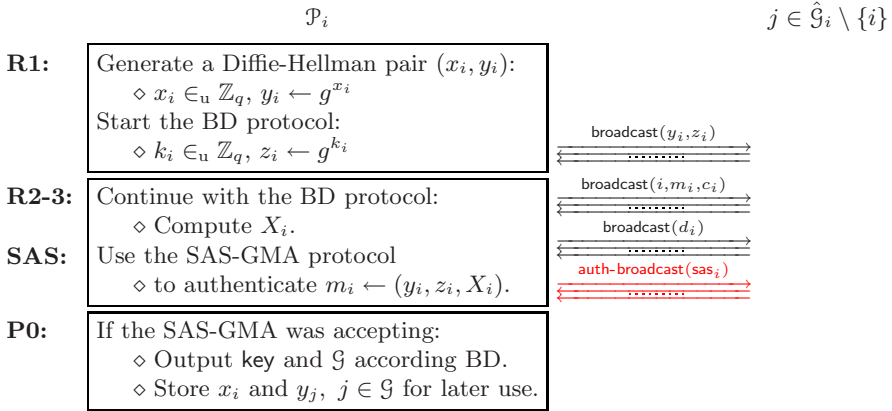 𝒫ᵢ j ∈ 𝒢̂ᵢ \ {i}
R1: Generate a Diffie-Hellman pair (xᵢ, yᵢ):
⋄ xᵢ ∈ᵤ ℤ_q, yᵢ ← g^{xᵢ}
Start the BD protocol:
broadcast(yᵢ,zᵢ)
⋄ kᵢ ∈ᵤ ℤ_q, zᵢ ← g^{kᵢ}
R2-3: Continue with the BD protocol:
broadcast(i,mᵢ,cᵢ)
⋄ Compute Xᵢ.
broadcast(dᵢ)
SAS: Use the SAS-GMA protocol
auth-broadcast(sasᵢ)
⋄ to authenticate mᵢ ← (yᵢ, zᵢ, Xᵢ).
P0: If the SAS-GMA was accepting:
⋄ Output key and 𝒢 according BD.
⋄ Store xᵢ and yⱼ, j ∈ 𝒢 for later use.